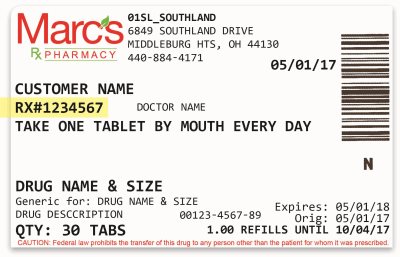 Marc's
Rx PHARMACY
01SL_SOUTHLAND
6849 SOUTHLAND DRIVE
MIDDLEBURG HTS, OH 44130
440-884-4171
05/01/17
CUSTOMER NAME
RX#1234567 DOCTOR NAME
TAKE ONE TABLET BY MOUTH EVERY DAY
N
DRUG NAME & SIZE
Generic for: DRUG NAME & SIZE Expires: 05/01/18
DRUG DESCCRIPTION 00123-4567-89 Orig: 05/01/17
QTY: 30 TABS 1.00 REFILLS UNTIL 10/04/17
CAUTION: Federal law prohibits the transfer of this drug to any person other than the patient for whom it was prescribed.